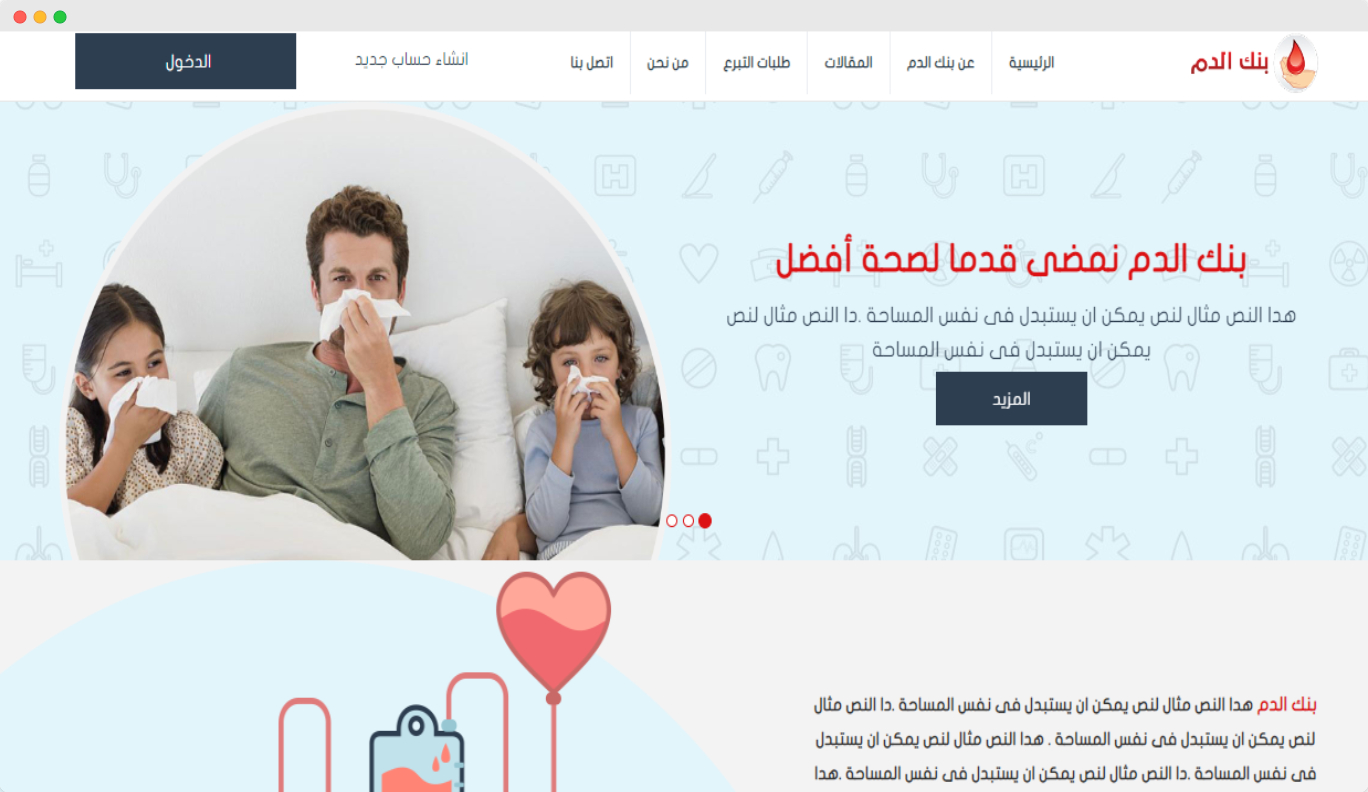 بنك الدم
الرئيسية
عن بنك الدم
المقالات
طلبات التبرع
من نحن
اتصل بنا
انشاء حساب جديد
الدخول
بنك الدم نمضى قدما لصحة أفضل
هدا النص مثال لنص يمكن ان يستبدل فى نفس المساحة .دا النص مثال لنص
يمكن ان يستبدل فى نفس المساحة
المزيد
بنك الدم هدا النص مثال لنص يمكن ان يستبدل فى نفس المساحة .دا النص مثال
لنص يمكن ان يستبدل فى نفس المساحة . هدا النص مثال لنص يمكن ان يستبدل
فى نفس المساحة .دا النص مثال لنص يمكن ان يستبدل فى نفس المساحة .هدا